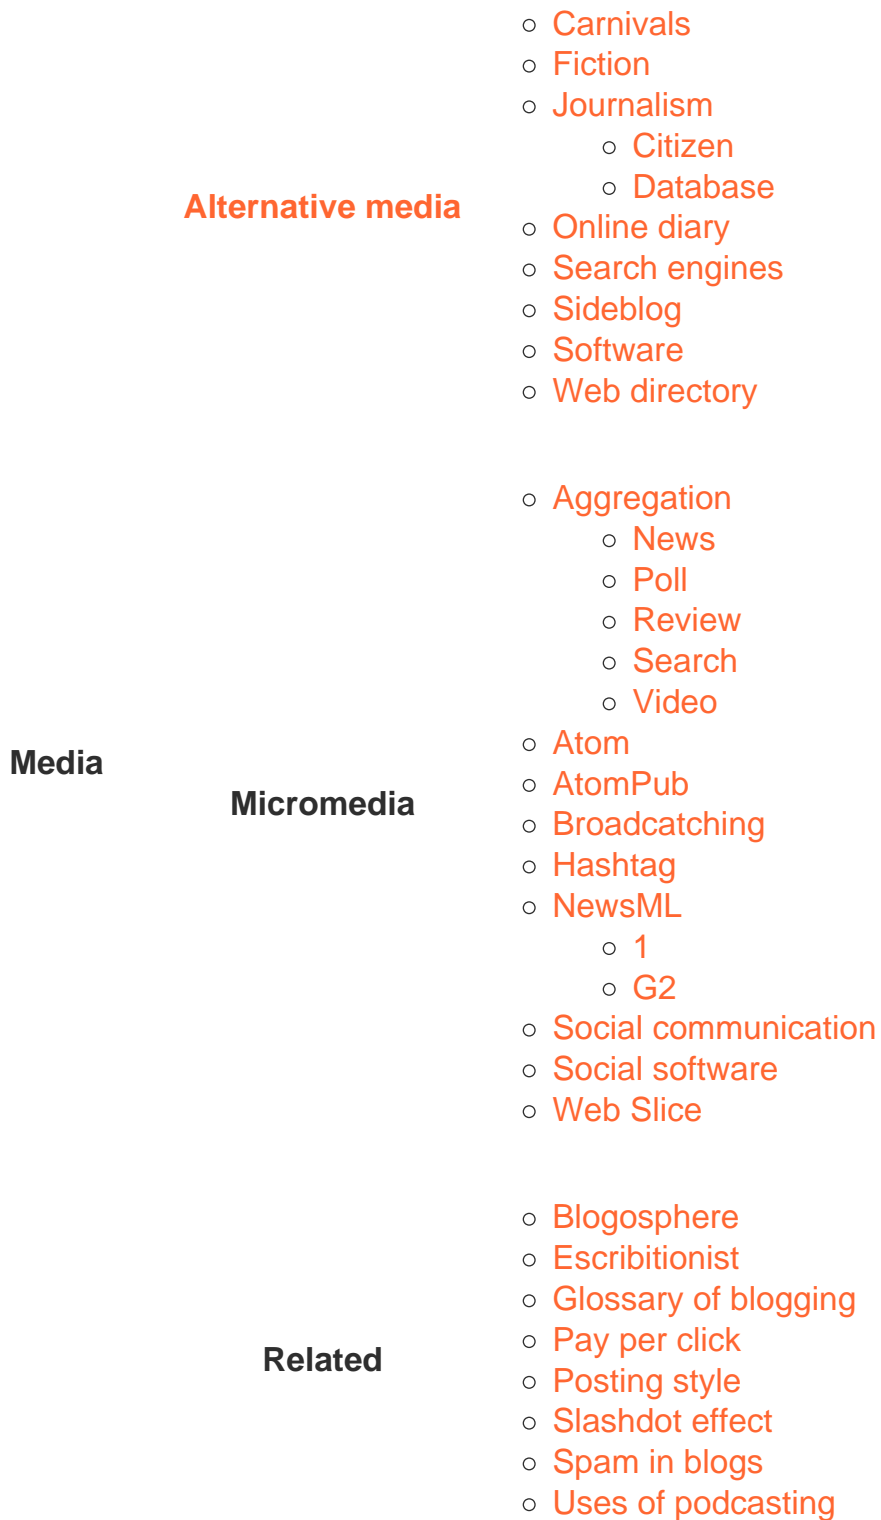 Media
Alternative media
Carnivals
Fiction
Journalism
Citizen
Database
Online diary
Search engines
Sideblog
Software
Web directory
Micromedia
Aggregation
News
Poll
Review
Search
Video
Atom
AtomPub
Broadcatching
Hashtag
NewsML
1
G2
Social communication
Social software
Web Slice
Related
Blogosphere
Escribitionist
Glossary of blogging
Pay per click
Posting style
Slashdot effect
Spam in blogs
Uses of podcasting